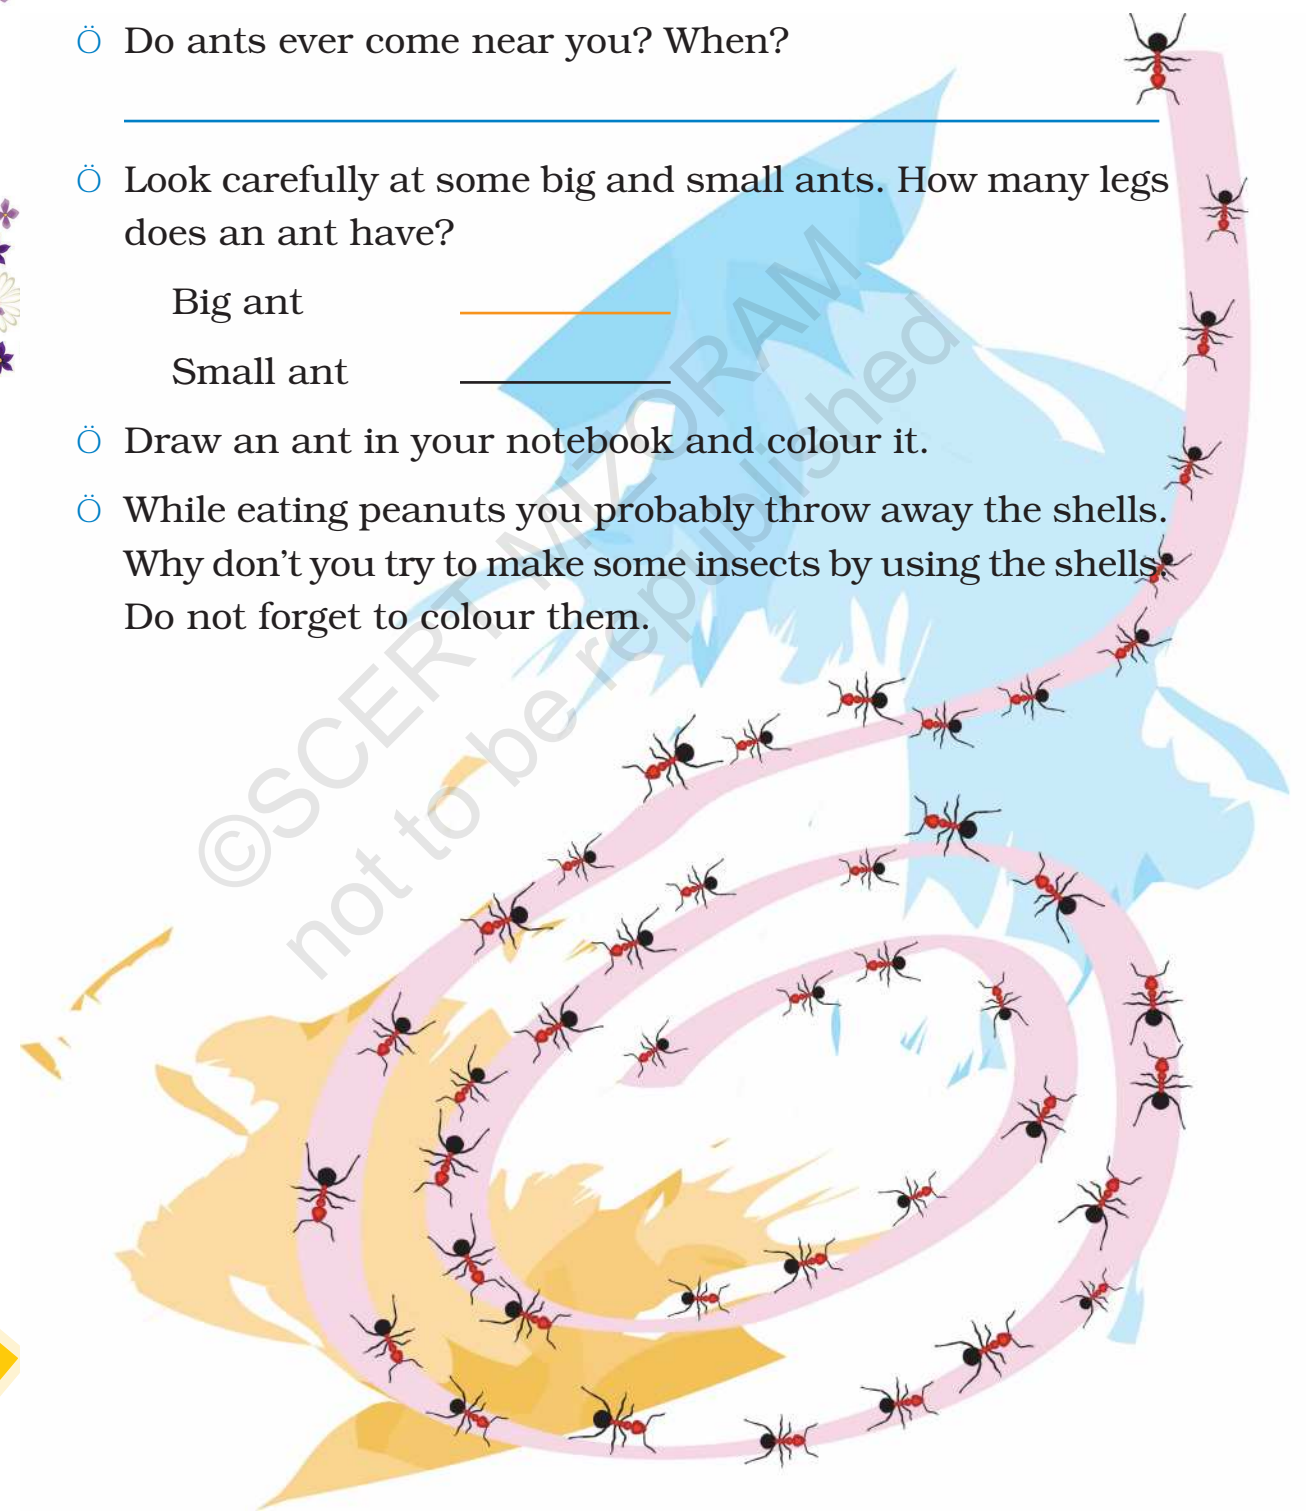 Ö Do ants ever come near you? When?
Ö Look carefully at some big and small ants. How many legs
does an ant have?
Big ant
Small ant
Ö Draw an ant in your notebook and colour it.
Ö While eating peanuts you probably throw away the shells.
Why don't you try to make some insects by using the shells.
Do not forget to colour them.
©SCERT MIZORAM
not to be republished